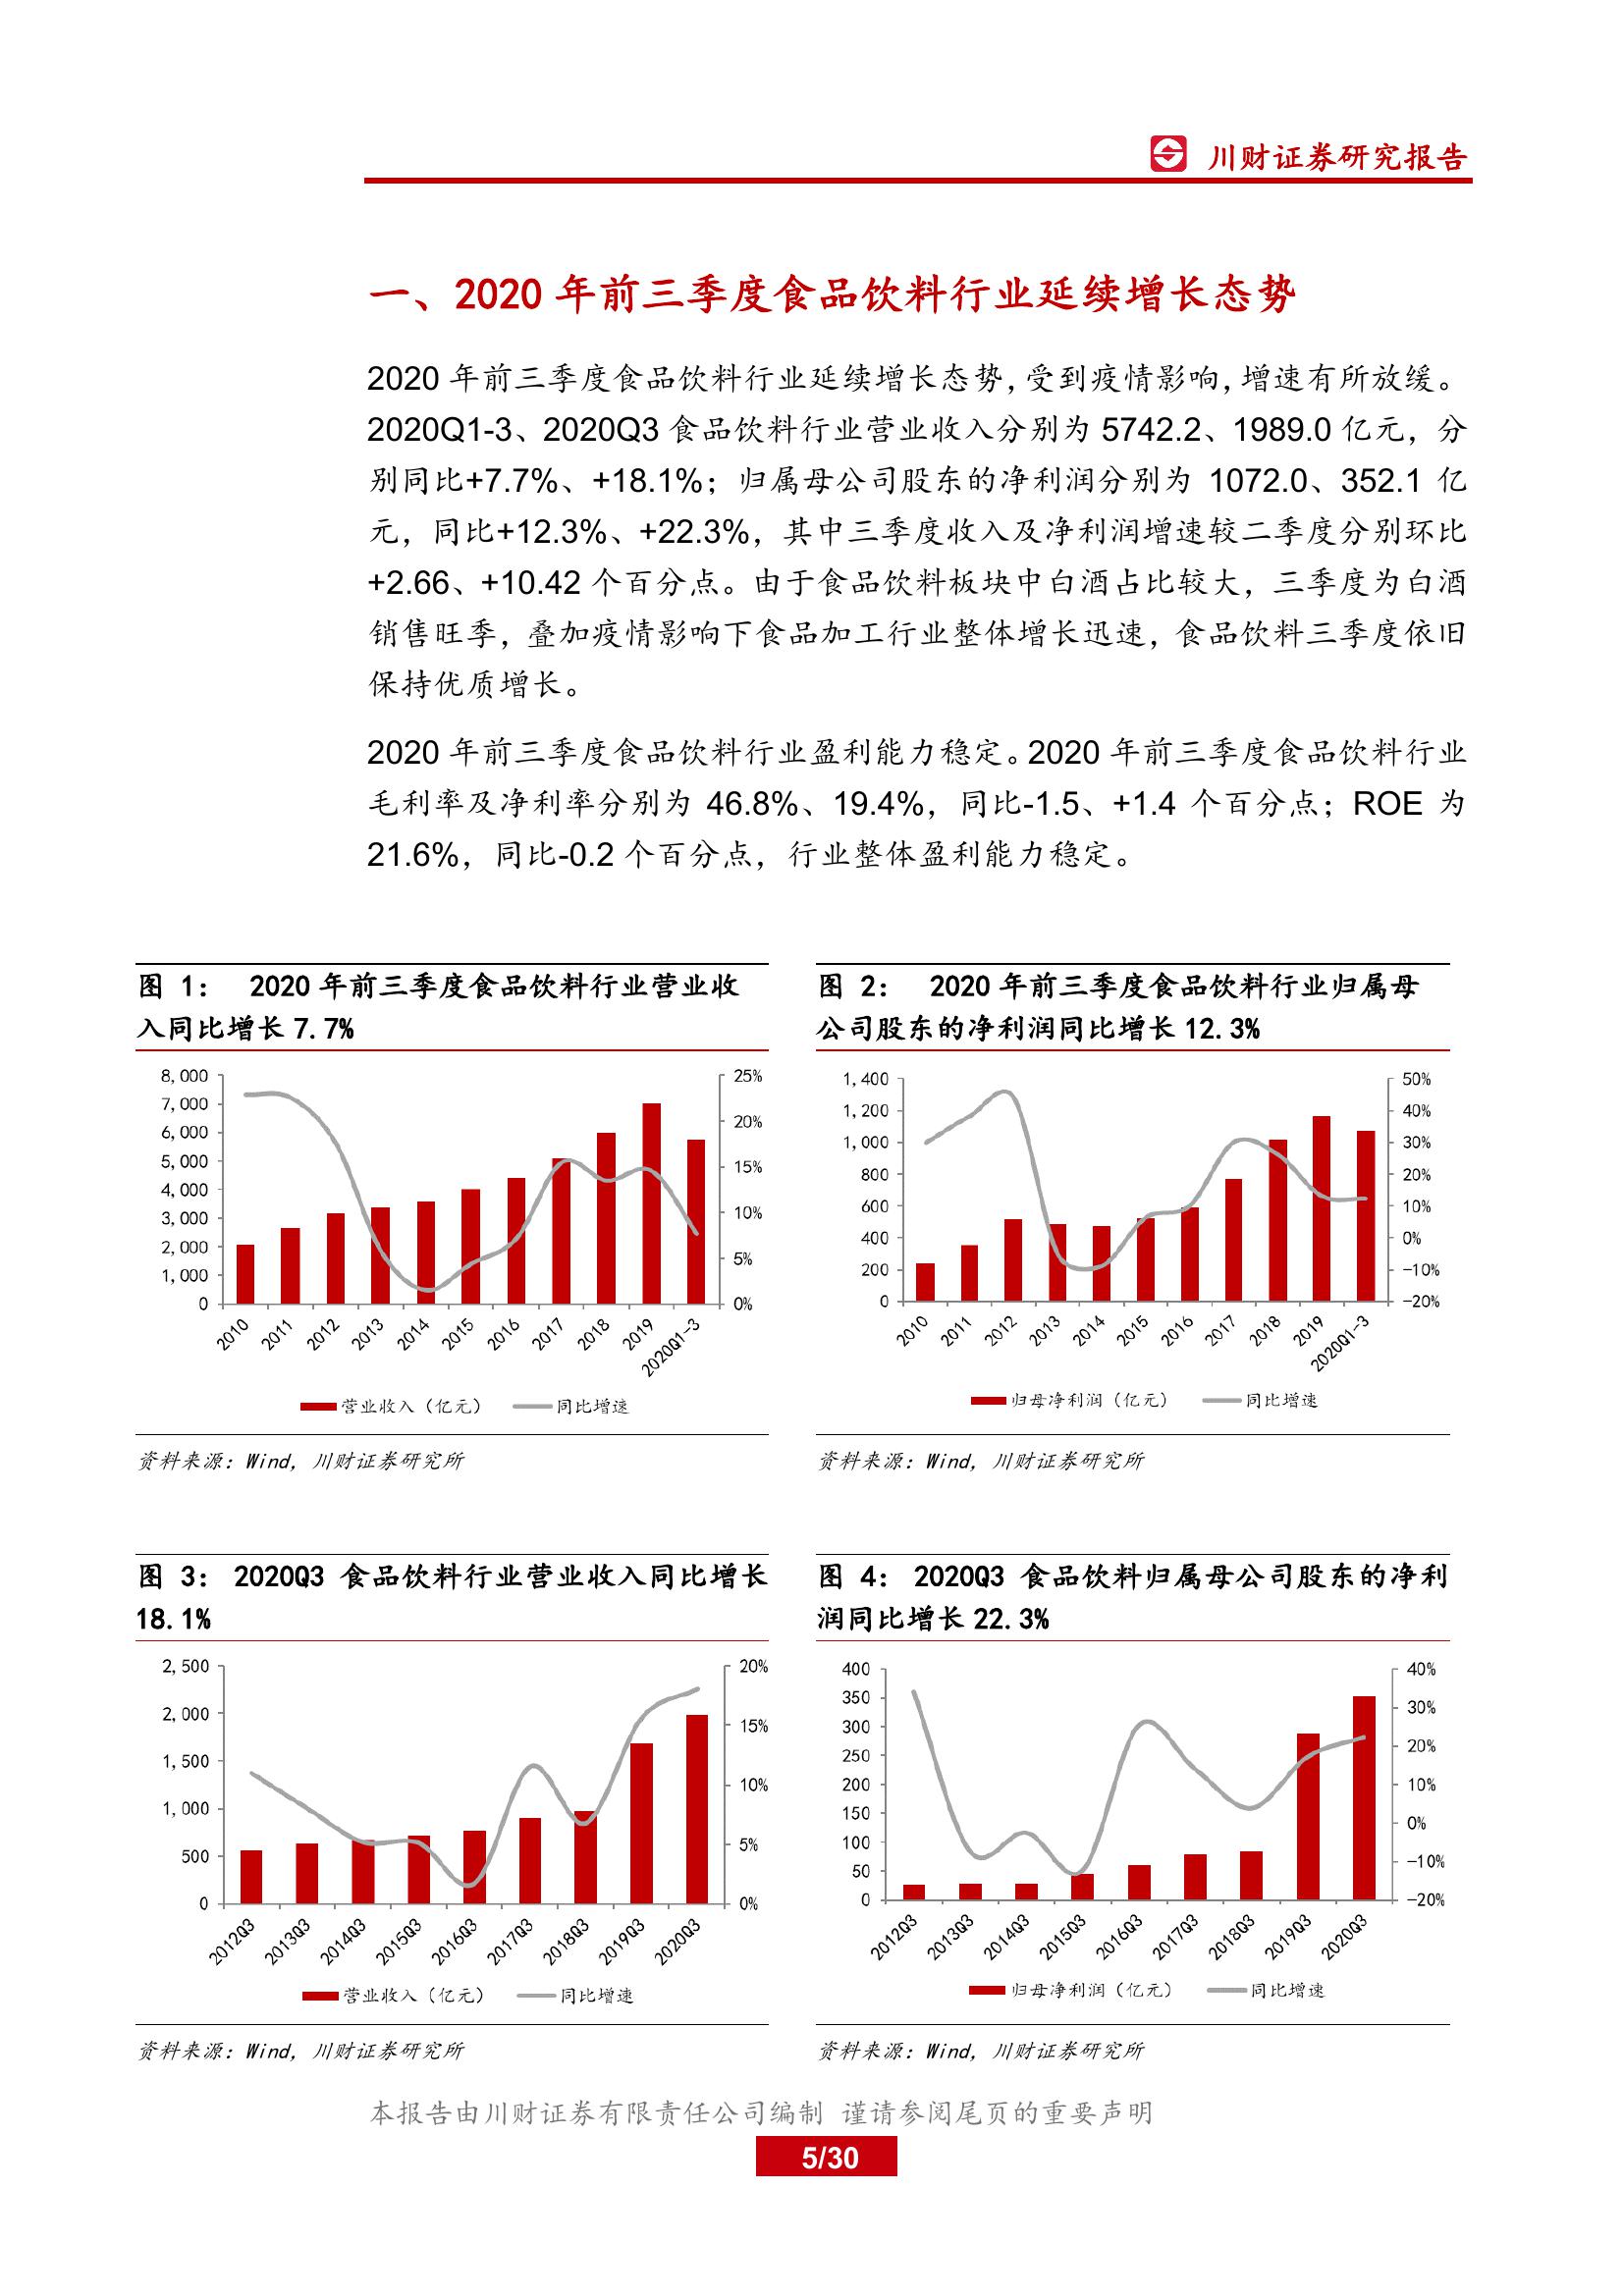 川财证券研究报告
一、2020 年前三季度食品饮料行业延续增长态势
2020 年前三季度食品饮料行业延续增长态势，受到疫情影响，增速有所放缓。
2020Q1-3、2020Q3 食品饮料行业营业收入分别为 5742.2、1989.0 亿元，分
别同比+7.7%、+18.1%；归属母公司股东的净利润分别为 1072.0、352.1 亿
元，同比+12.3%、+22.3%，其中三季度收入及净利润增速较二季度分别环比
+2.66、+10.42 个百分点。由于食品饮料板块中白酒占比较大，三季度为白酒
销售旺季，叠加疫情影响下食品加工行业整体增长迅速，食品饮料三季度依旧
保持优质增长。
2020 年前三季度食品饮料行业盈利能力稳定。2020 年前三季度食品饮料行业
毛利率及净利率分别为 46.8%、19.4%，同比-1.5、+1.4 个百分点；ROE 为
21.6%，同比-0.2 个百分点，行业整体盈利能力稳定。
图 1： 2020 年前三季度食品饮料行业营业收
入同比增长 7.7%
8,000
7,000
6,000
5,000
4,000
3,000
2,000
1,000
0
25%
20%
15%
10%
5%
0%
2010 2011 2012 2013 2014 2015 2016 2017 2018 2019 2020Q1-3
营业收入（亿元） 同比增速
资料来源：Wind，川财证券研究所
图 2： 2020 年前三季度食品饮料行业归属母
公司股东的净利润同比增长 12.3%
1,400
1,200
1,000
800
600
400
200
0
50%
40%
30%
20%
10%
0%
-10%
-20%
2010 2011 2012 2013 2014 2015 2016 2017 2018 2019 2020Q1-3
归母净利润（亿元） 同比增速
资料来源：Wind，川财证券研究所
图 3： 2020Q3 食品饮料行业营业收入同比增长
18.1%
2,500
2,000
1,500
1,000
500
0
20%
15%
10%
5%
0%
2012Q3 2013Q3 2014Q3 2015Q3 2016Q3 2017Q3 2018Q3 2019Q3 2020Q3
营业收入（亿元） 同比增速
资料来源：Wind，川财证券研究所
图 4： 2020Q3 食品饮料归属母公司股东的净利
润同比增长 22.3%
400
350
300
250
200
150
100
50
0
40%
30%
20%
10%
0%
-10%
-20%
2012Q3 2013Q3 2014Q3 2015Q3 2016Q3 2017Q3 2018Q3 2019Q3 2020Q3
归母净利润（亿元） 同比增速
资料来源：Wind，川财证券研究所
本报告由川财证券有限责任公司编制 谨请参阅尾页的重要声明
5/30